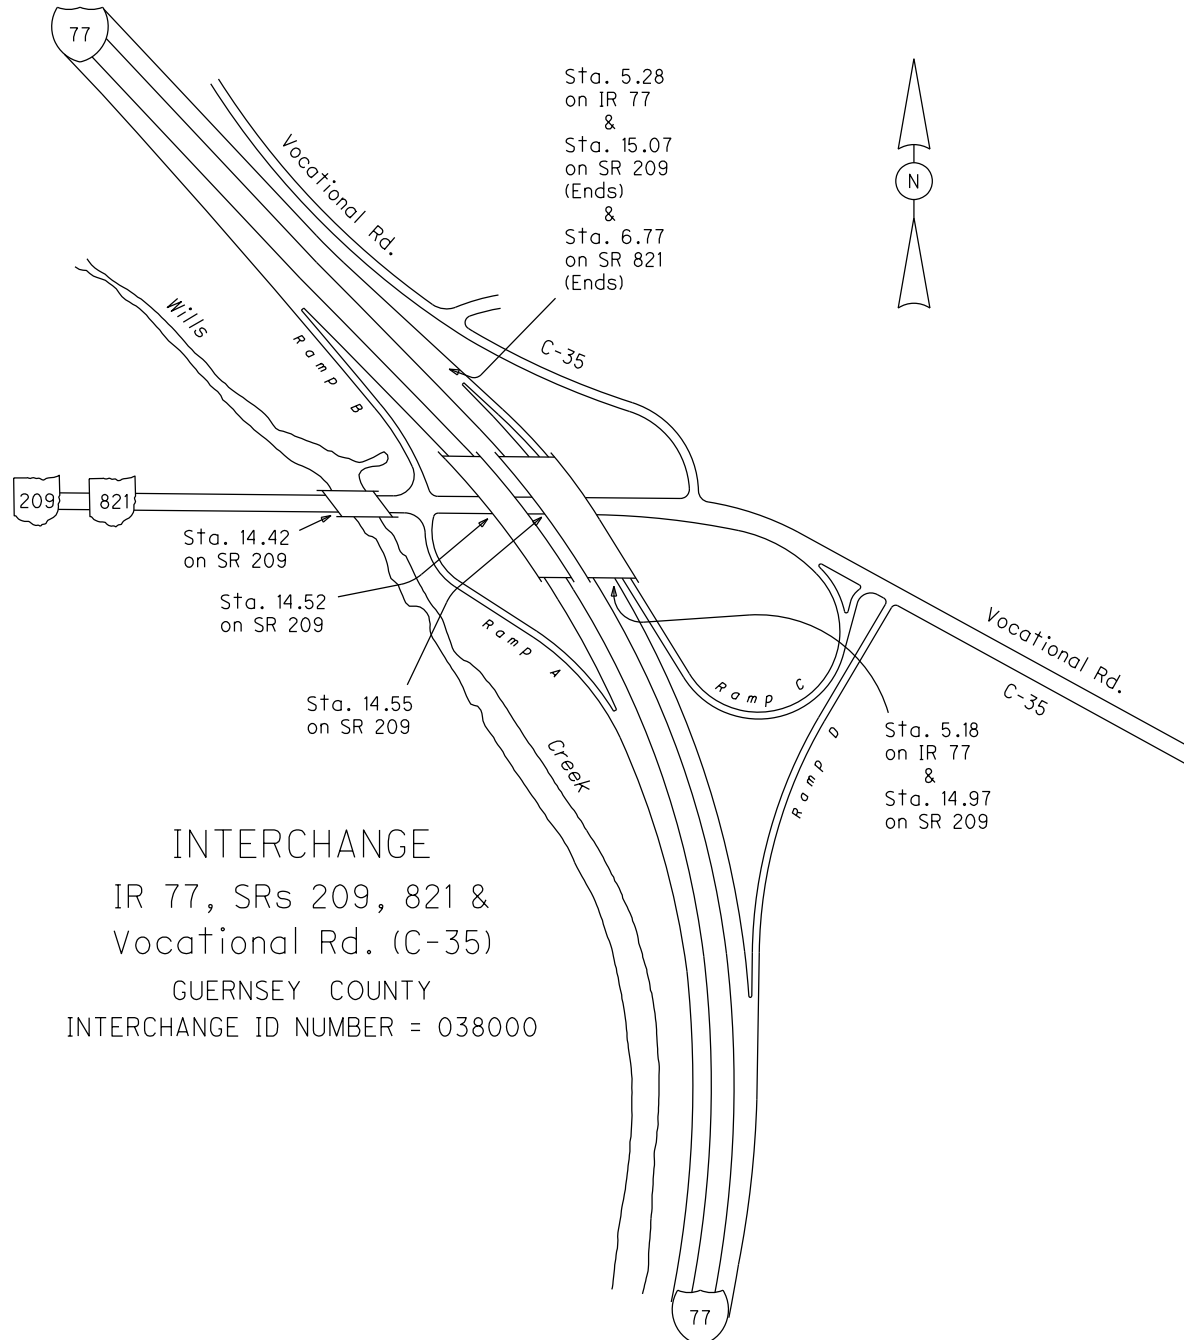 77
Sta. 5.28
on IR 77
&
Sta. 15.07
on SR 209
(Ends)
&
Sta. 6.77
on SR 821
(Ends)
N
Vocational Rd.
Wills
Ramp B
C-35
209
821
Sta. 14.42
on SR 209
Sta. 14.52
on SR 209
Ramp A
Vocational Rd.
C-35
Ramp C
Sta. 14.55
on SR 209
Creek
Ramp D
Sta. 5.18
on IR 77
&
Sta. 14.97
on SR 209
INTERCHANGE
IR 77, SRs 209, 821 &
Vocational Rd. (C-35)
GUERNSEY COUNTY
INTERCHANGE ID NUMBER = 038000
77